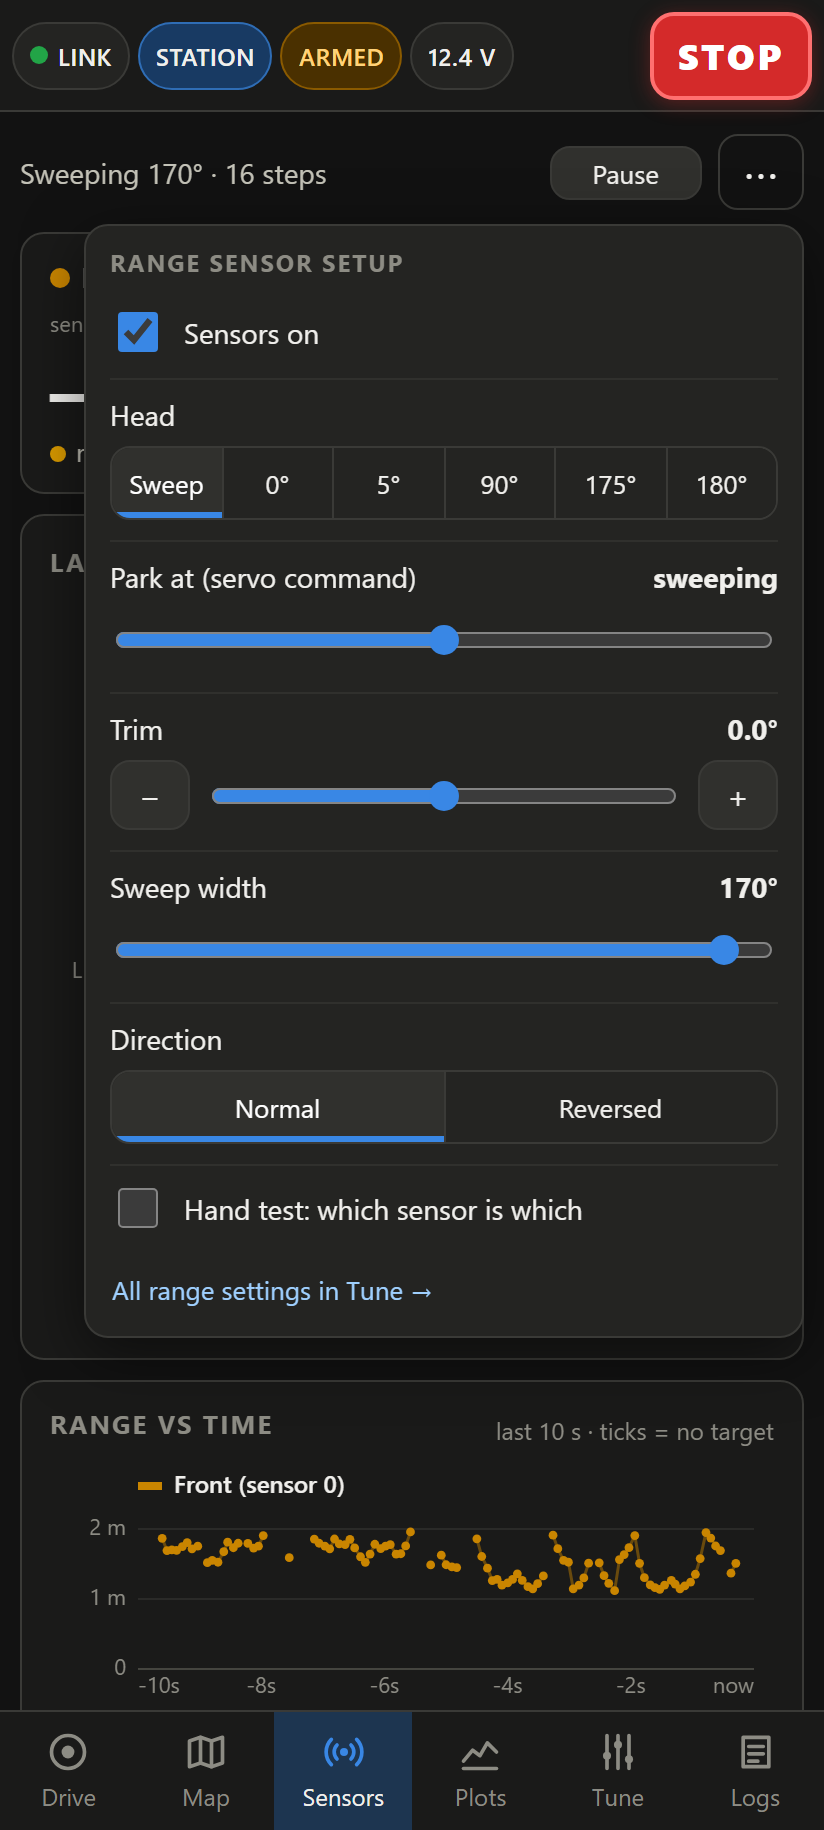 LINK STATION ARMED 12.4 V STOP
Sweeping 170° · 16 steps Pause ...
RANGE SENSOR SETUP
sen
Sensors on
Head
Sweep 0° 5° 90° 175° 180°
LA
Park at (servo command) sweeping
Trim 0.0°
− +
Sweep width 170°
L
Direction
Normal Reversed
Hand test: which sensor is which
All range settings in Tune →
RANGE VS TIME last 10 s · ticks = no target
Front (sensor 0)
2 m
1 m
0
-10s -8s -6s -4s -2s now
Drive Map Sensors Plots Tune Logs